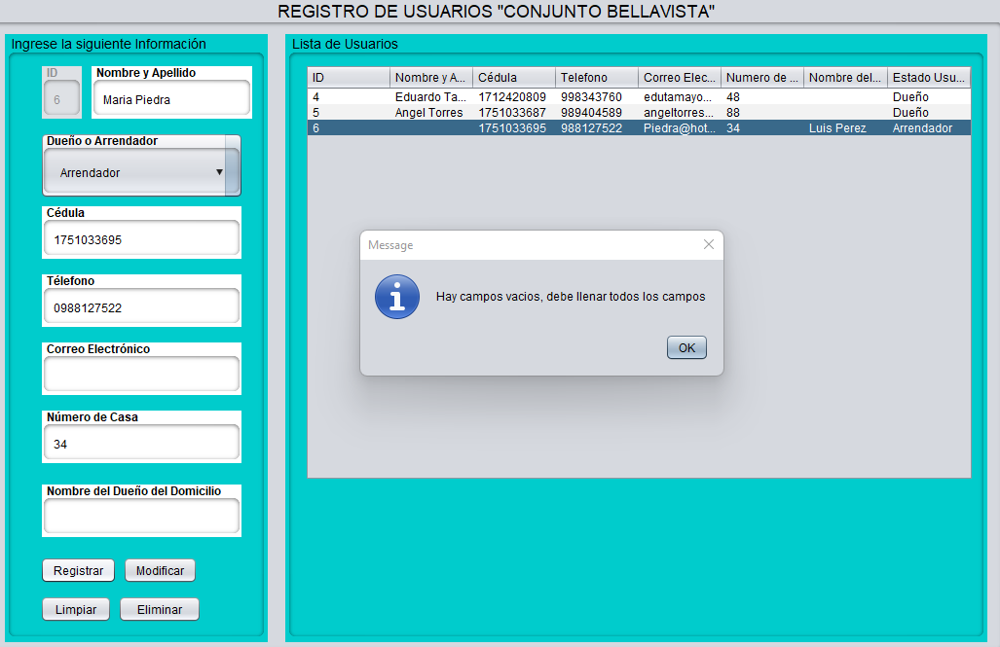 REGISTRO DE USUARIOS "CONJUNTO BELLAVISTA"
Ingrese la siguiente Información
ID
6
Nombre y Apellido
Maria Piedra
Dueño o Arrendador
Arrendador
Cédula
1751033695
Télefono
0988127522
Correo Electrónico
Número de Casa
34
Nombre del Dueño del Domicilio
Registrar Modificar
Limpiar Eliminar
Lista de Usuarios
ID Nombre y A... Cédula Telefono Correo Elec... Numero de ... Nombre del... Estado Usu...
4 Eduardo Ta... 1712420809 998343760 edutamayo... 48 Dueño
5 Angel Torres 1751033687 989404589 angeltorres... 88 Dueño
6 1751033695 988127522 Piedra@hot... 34 Luis Perez Arrendador
Message
Hay campos vacios, debe llenar todos los campos
OK